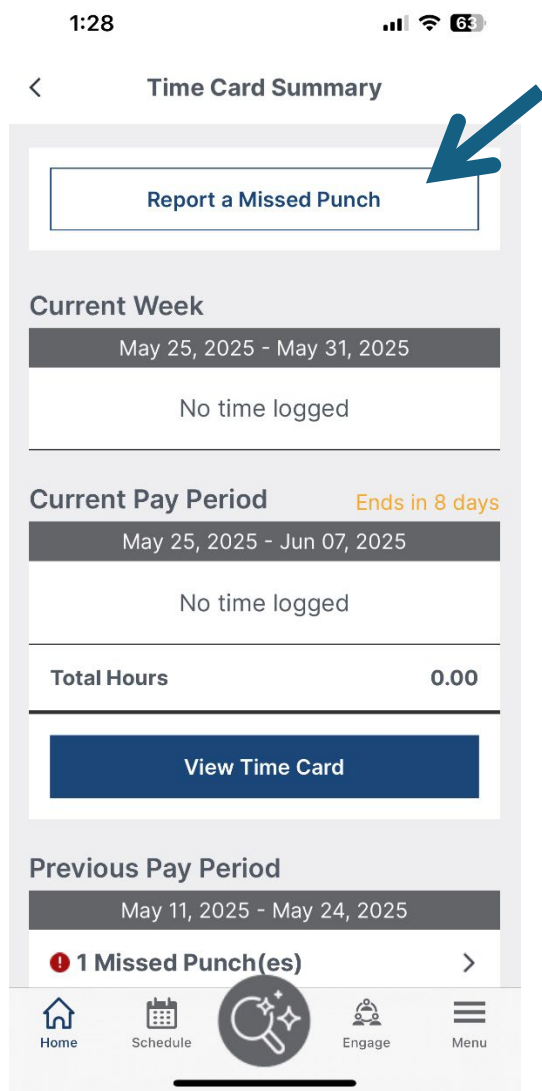 1:28
63
Time Card Summary
Report a Missed Punch
Current Week
May 25, 2025 - May 31, 2025
No time logged
Current Pay Period Ends in 8 days
May 25, 2025 - Jun 07, 2025
No time logged
Total Hours 0.00
View Time Card
Previous Pay Period
May 11, 2025 - May 24, 2025
1 Missed Punch(es)
Home Schedule Engage Menu